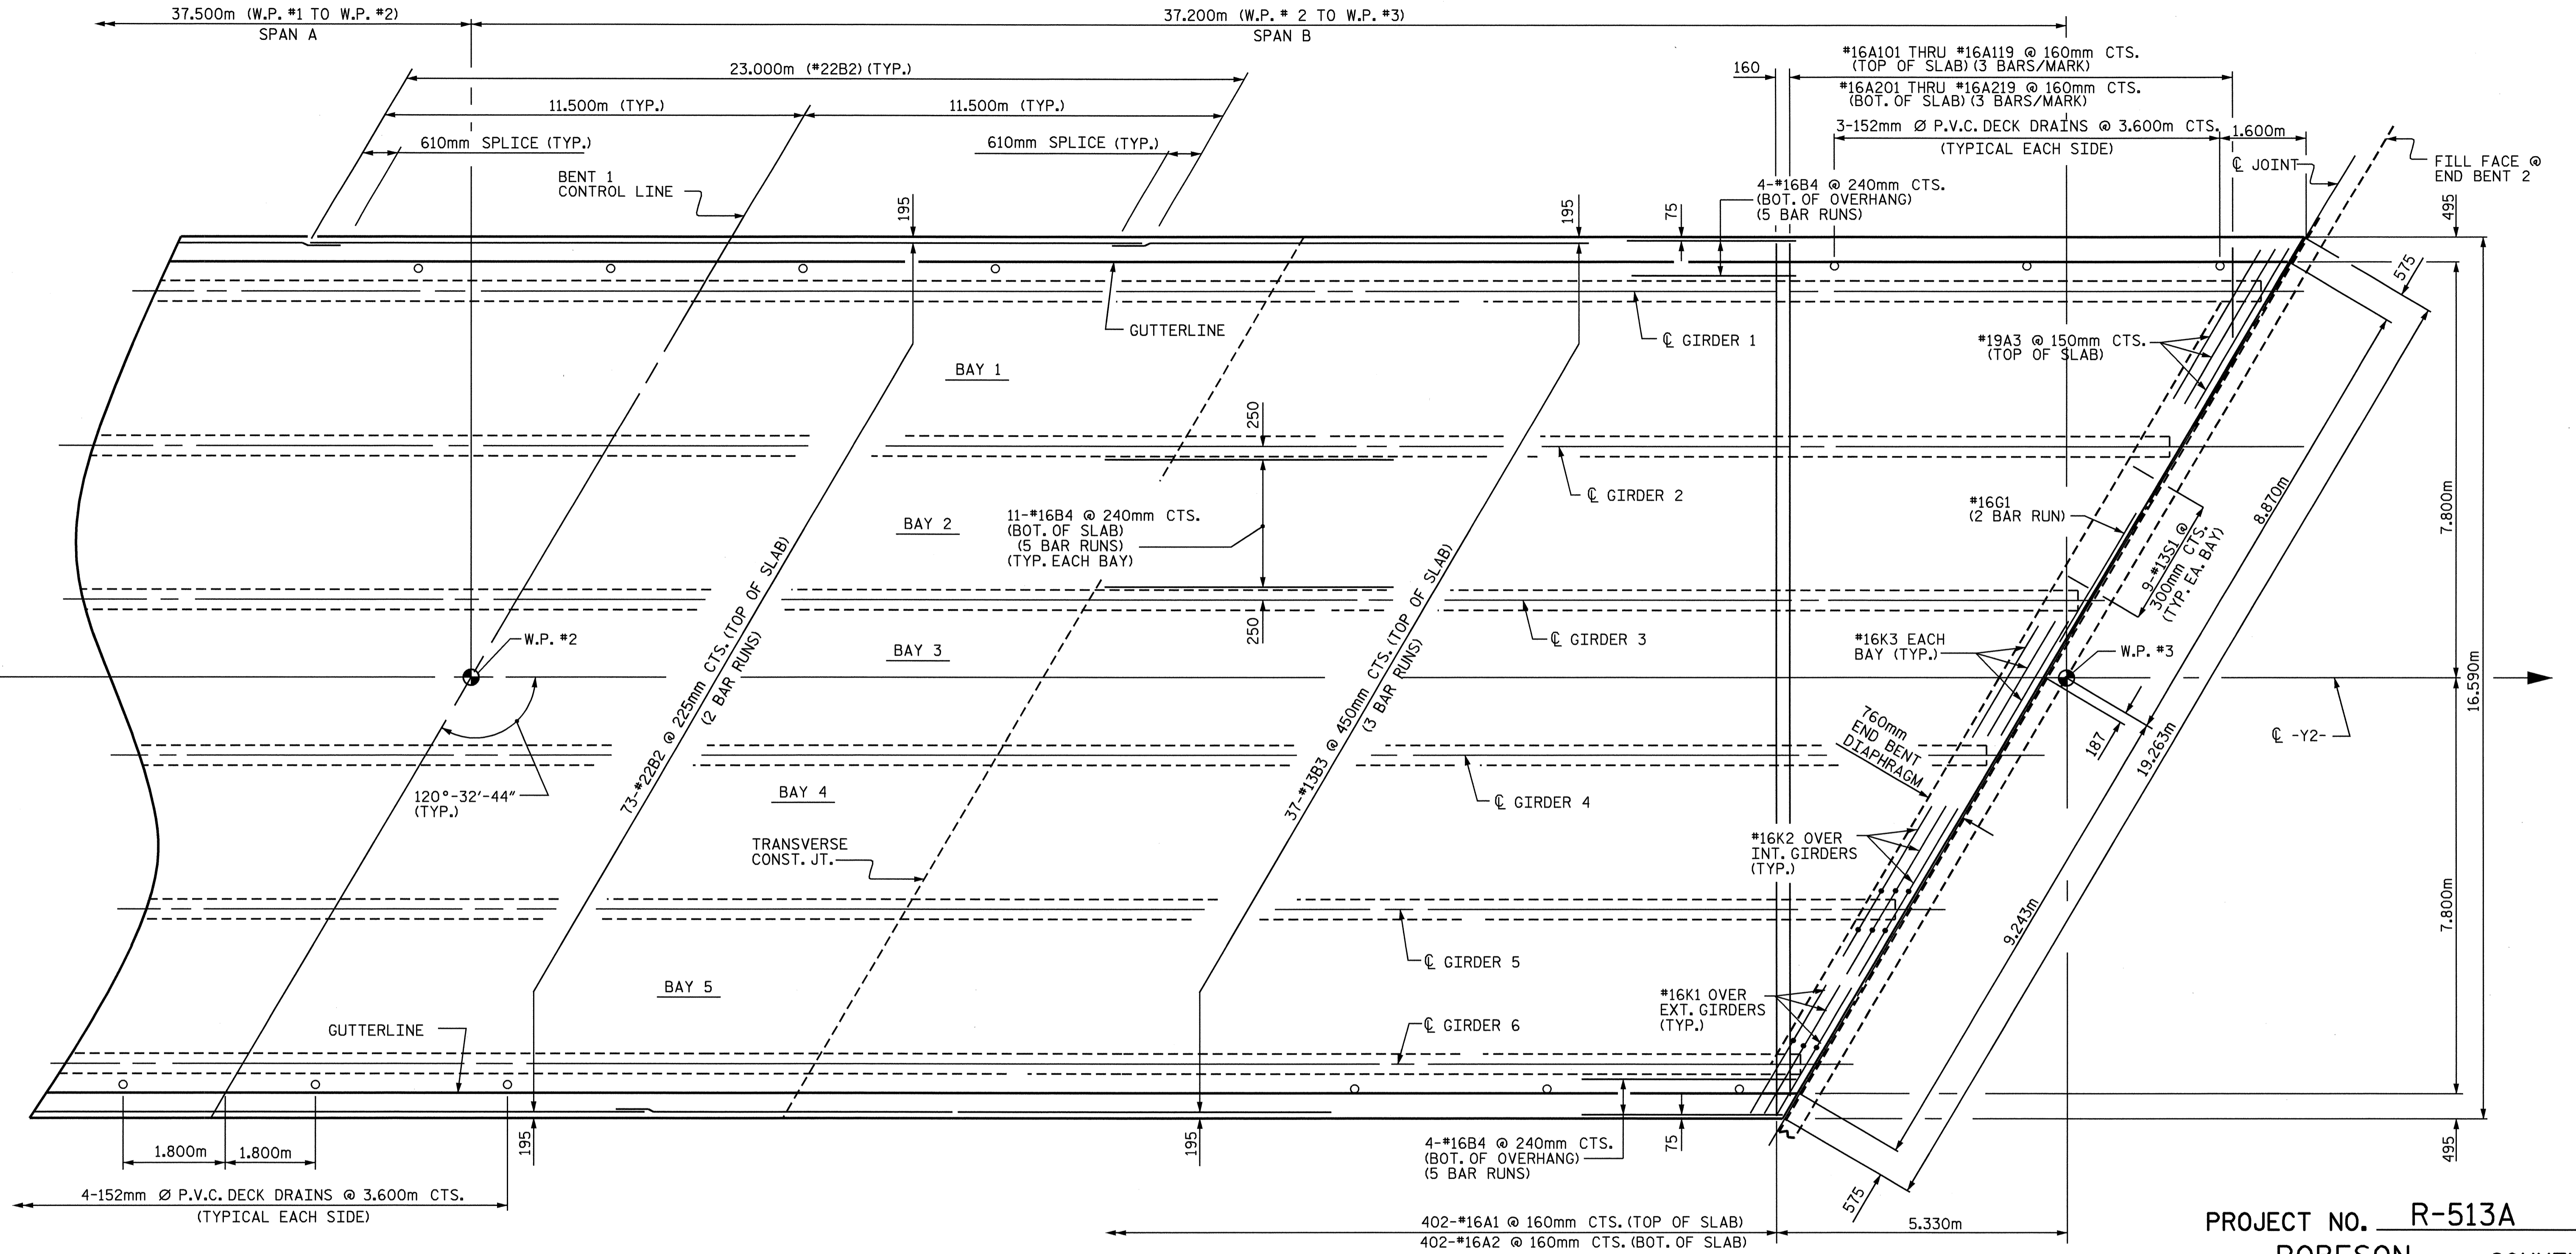 37.500m (W.P. #1 TO W.P. #2)
SPAN A
37.200m (W.P. # 2 TO W.P. #3)
SPAN B
23.000m (#22B2) (TYP.)
11.500m (TYP.)
11.500m (TYP.)
610mm SPLICE (TYP.)
610mm SPLICE (TYP.)
BENT 1
CONTROL LINE
195
195
160
#16A101 THRU #16A119 @ 160mm CTS.
(TOP OF SLAB) (3 BARS/MARK)
#16A201 THRU #16A219 @ 160mm CTS.
(BOT. OF SLAB) (3 BARS/MARK)
3-152mm Ø P.V.C. DECK DRAINS @ 3.600m CTS.
(TYPICAL EACH SIDE)
1.600m
℄ JOINT
FILL FACE @
END BENT 2
4-#16B4 @ 240mm CTS.
(BOT. OF OVERHANG)
(5 BAR RUNS)
75
495
575
GUTTERLINE
℄ GIRDER 1
#19A3 @ 150mm CTS.
(TOP OF SLAB)
BAY 1
250
℄ GIRDER 2
BAY 2
11-#16B4 @ 240mm CTS.
(BOT. OF SLAB)
(5 BAR RUNS)
(TYP. EACH BAY)
#16G1
(2 BAR RUN)
9-#13S1 @
300mm CTS.
(TYP. EA. BAY)
8.870m
7.800m
250
℄ GIRDER 3
BAY 3
W.P. #2
#16K3 EACH
BAY (TYP.)
W.P. #3
16.590m
73-#22B2 @ 225mm CTS. (TOP OF SLAB)
(2 BAR RUNS)
37-#13B3 @ 450mm CTS. (TOP OF SLAB)
(3 BAR RUNS)
760mm
END BENT
DIAPHRAGM
187
19.263m
℄ -Y2-
120°-32'-44"
(TYP.)
BAY 4
℄ GIRDER 4
TRANSVERSE
CONST. JT.
#16K2 OVER
INT. GIRDERS
(TYP.)
9.243m
7.800m
℄ GIRDER 5
BAY 5
#16K1 OVER
EXT. GIRDERS
(TYP.)
GUTTERLINE
℄ GIRDER 6
1.800m
1.800m
195
195
4-#16B4 @ 240mm CTS.
(BOT. OF OVERHANG)
(5 BAR RUNS)
75
495
575
4-152mm Ø P.V.C. DECK DRAINS @ 3.600m CTS.
(TYPICAL EACH SIDE)
402-#16A1 @ 160mm CTS. (TOP OF SLAB)
402-#16A2 @ 160mm CTS. (BOT. OF SLAB)
5.330m
PROJECT NO. R-513A